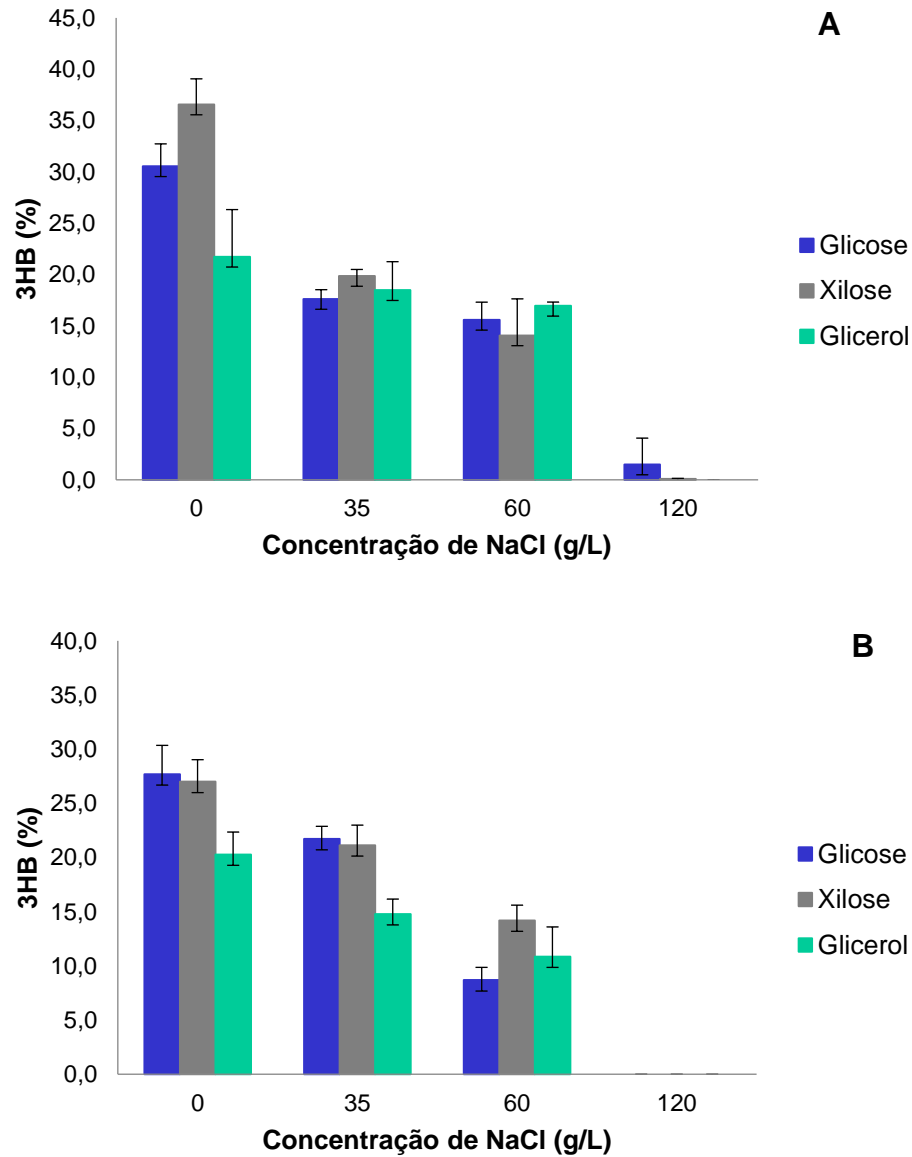 A
45,0
40,0
35,0
30,0
25,0
20,0
15,0
10,0
5,0
0,0
3HB (%)
0 35 60 120
Concentração de NaCl (g/L)
Glicose
Xilose
Glicerol
B
40,0
35,0
30,0
25,0
20,0
15,0
10,0
5,0
0,0
3HB (%)
0 35 60 120
Concentração de NaCl (g/L)
Glicose
Xilose
Glicerol